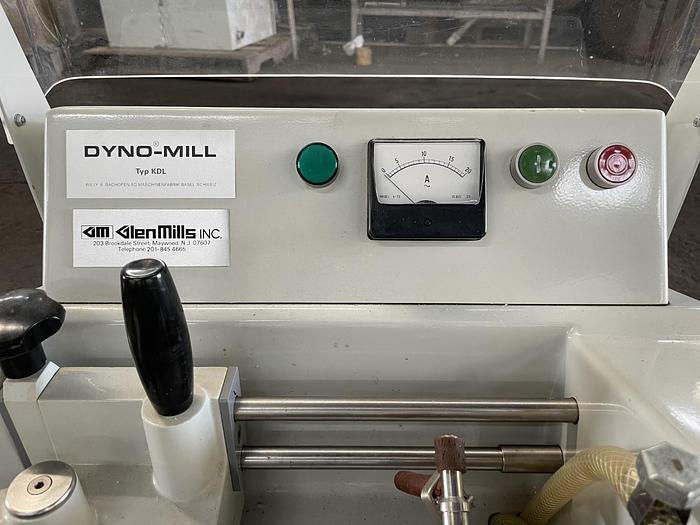 DYNO®-MILL
Typ KDL
WILLY A. BACHOFEN AG MASCHINENFABRIK BASEL SCHWEIZ
GM GlenMills INC.
203 Brookdale Street, Maywood, N.J. 07607
Telephone 201-845 4665
0 5 10 15 20
A
~